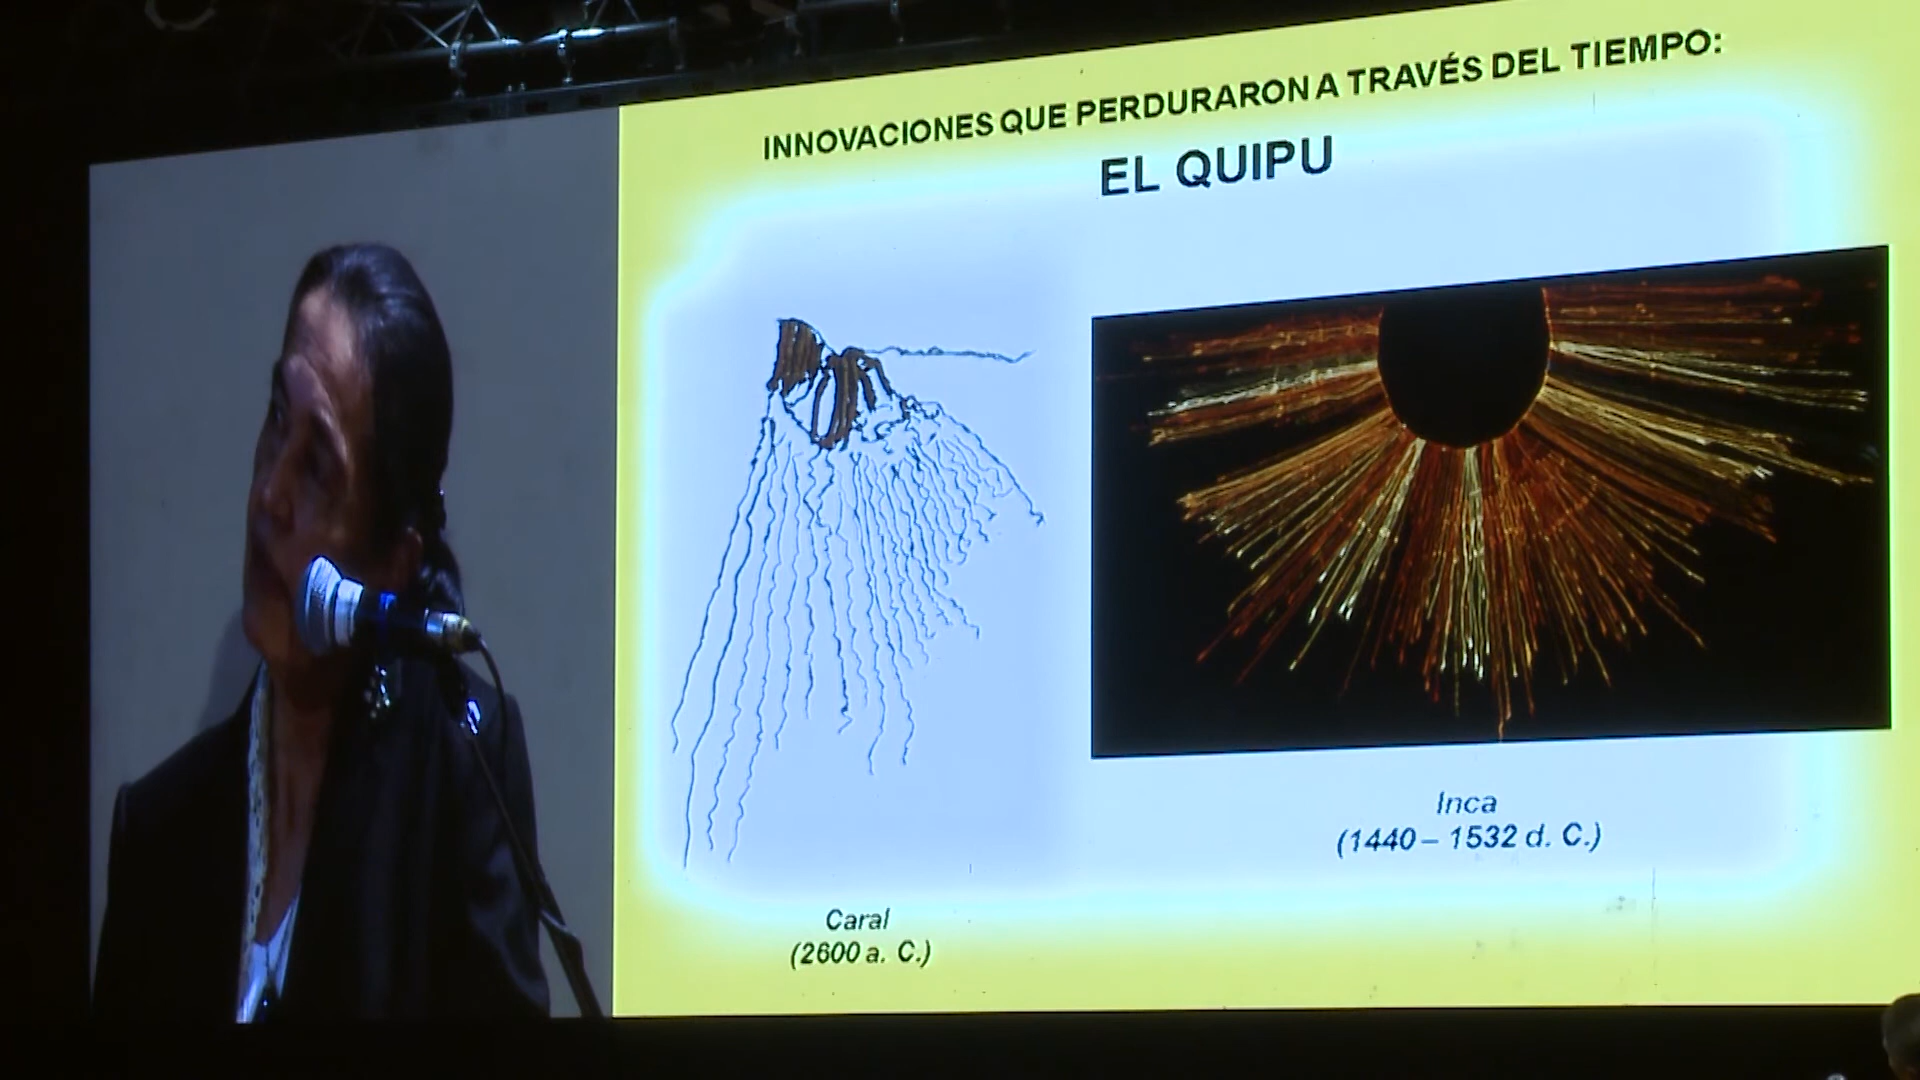 INNOVACIONES QUE PERDURARON A TRAVÉS DEL TIEMPO:
EL QUIPU
Caral
(2600 a. C.)
Inca
(1440 – 1532 d. C.)